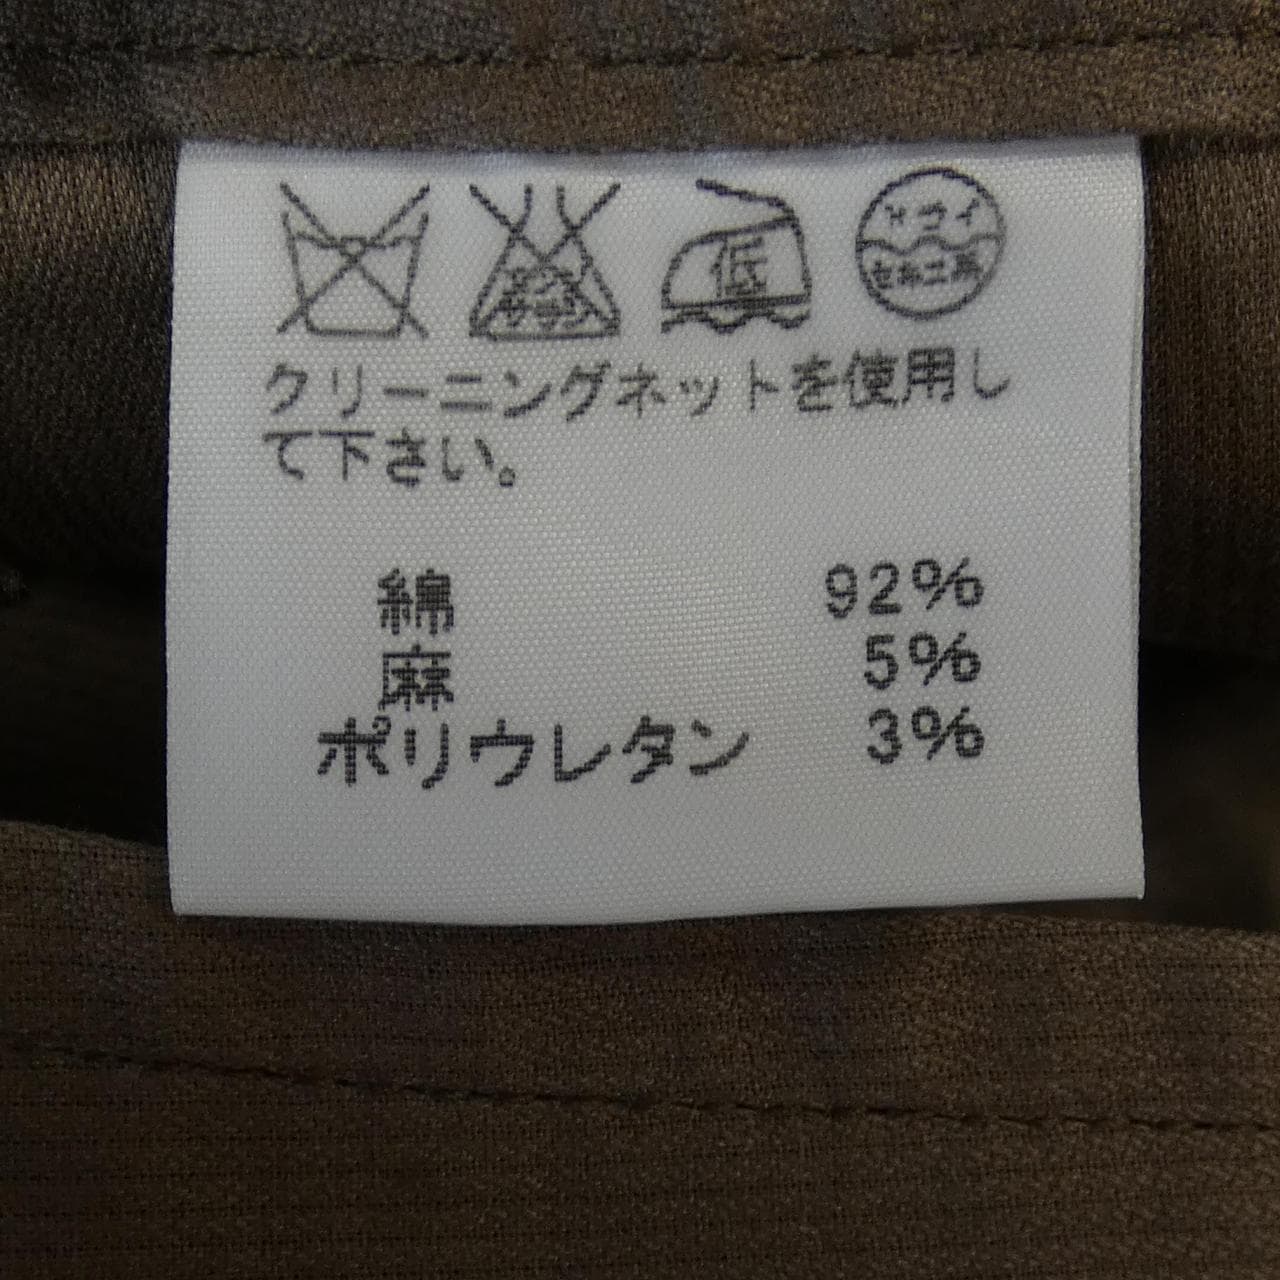 低
ドライ
セキユ系
クリーニングネットを使用し
て下さい。
綿 92%
麻 5%
ポリウレタン 3%